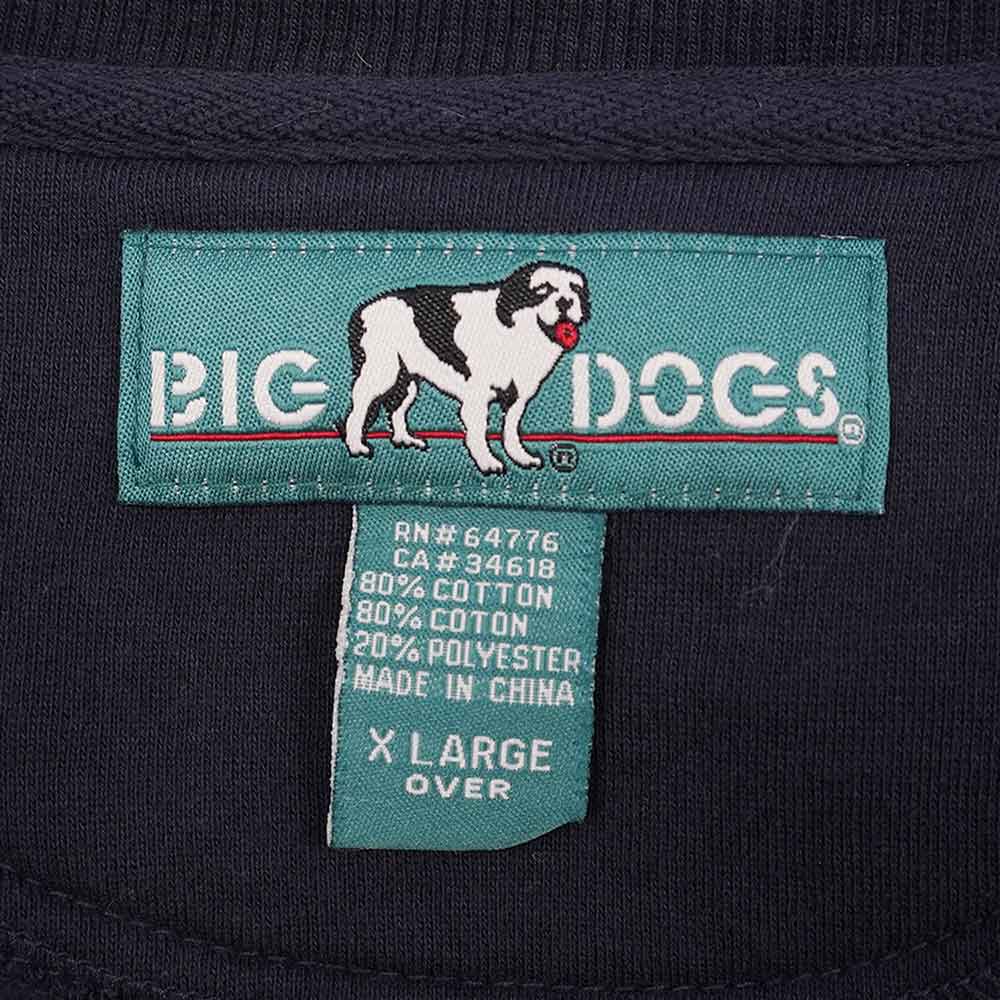 BIG DOGS®
®
RN# 64776
CA# 34618
80% COTTON
80% COTON
20% POLYESTER
MADE IN CHINA
X LARGE
OVER